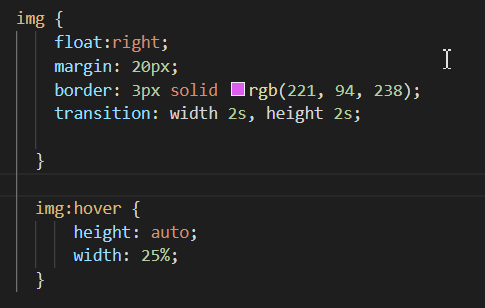 img {
float:right;
margin: 20px;
border: 3px solid rgb(221, 94, 238);
transition: width 2s, height 2s;
}
img:hover {
height: auto;
width: 25%;
}